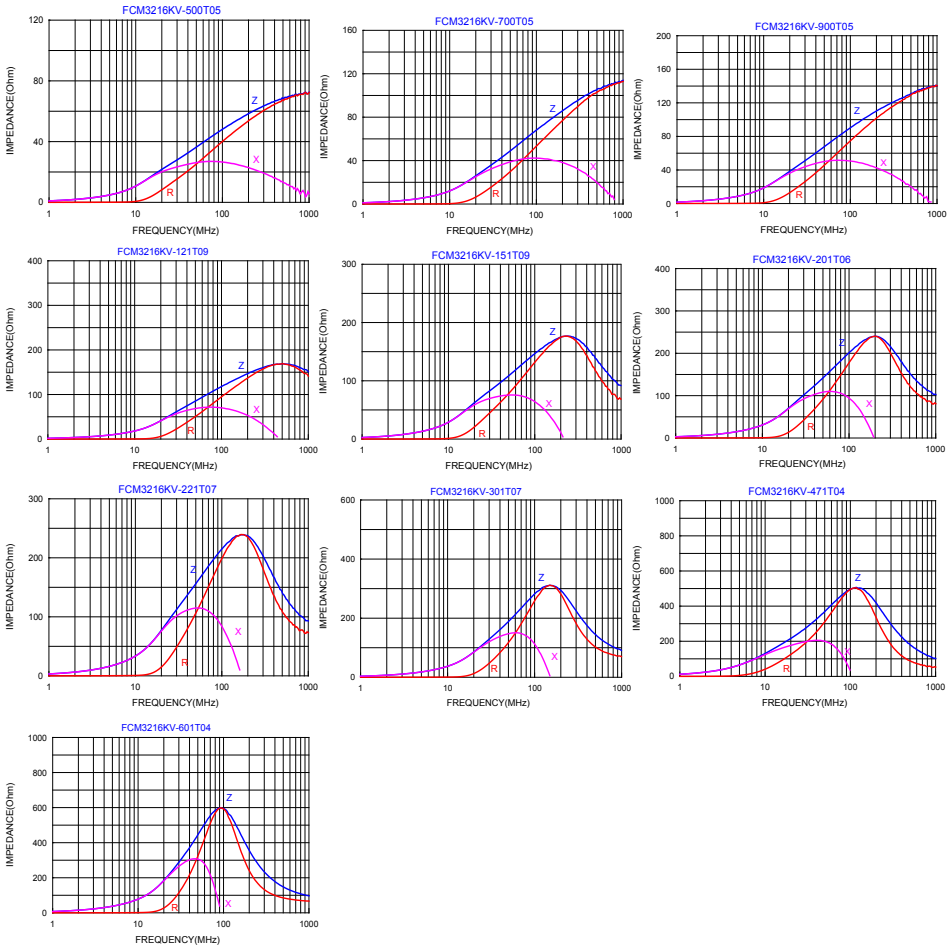 FCM3216KV-500T05
IMPEDANCE(Ohm)
120
80
40
0
Z
X
R
1 10 100 1000
FREQUENCY(MHz)
FCM3216KV-700T05
IMPEDANCE(Ohm)
160
120
80
40
0
Z
X
R
1 10 100 1000
FREQUENCY(MHz)
FCM3216KV-900T05
IMPEDANCE(Ohm)
200
160
120
80
40
0
Z
X
R
1 10 100 1000
FREQUENCY(MHz)
FCM3216KV-121T09
IMPEDANCE(Ohm)
400
300
200
100
0
Z
X
R
1 10 100 1000
FREQUENCY(MHz)
FCM3216KV-151T09
IMPEDANCE(Ohm)
300
200
100
0
Z
X
R
1 10 100 1000
FREQUENCY(MHz)
FCM3216KV-201T06
IMPEDANCE(Ohm)
400
300
200
100
0
Z
X
R
1 10 100 1000
FREQUENCY(MHz)
FCM3216KV-221T07
IMPEDANCE(Ohm)
300
200
100
0
Z
X
R
1 10 100 1000
FREQUENCY(MHz)
FCM3216KV-301T07
IMPEDANCE(Ohm)
600
400
200
0
Z
X
R
1 10 100 1000
FREQUENCY(MHz)
FCM3216KV-471T04
IMPEDANCE(Ohm)
1000
800
600
400
200
0
Z
X
R
1 10 100 1000
FREQUENCY(MHz)
FCM3216KV-601T04
IMPEDANCE(Ohm)
1000
800
600
400
200
0
Z
X
R
1 10 100 1000
FREQUENCY(MHz)